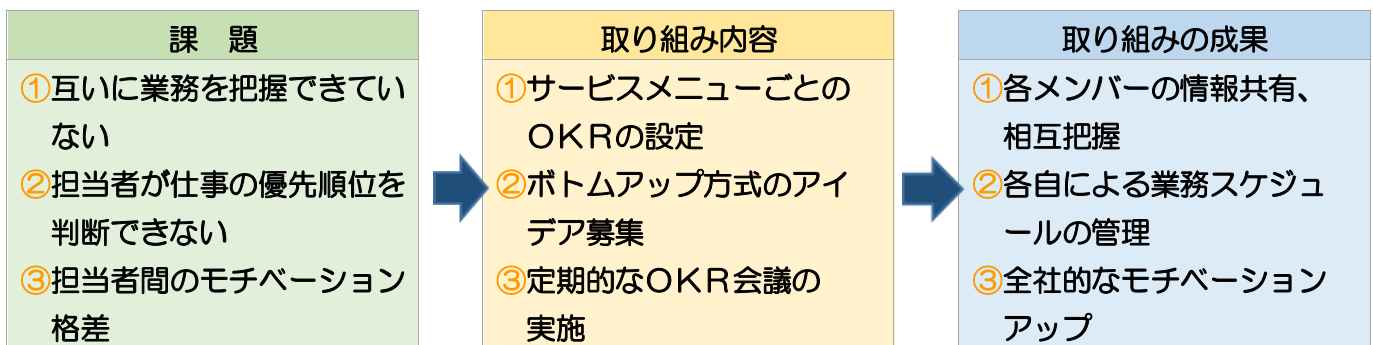 課　題
①互いに業務を把握できてい
ない
②担当者が仕事の優先順位を
判断できない
③担当者間のモチベーション
格差
取り組み内容
①サービスメニューごとの
ＯＫＲの設定
②ボトムアップ方式のアイ
デア募集
③定期的なＯＫＲ会議の
実施
取り組みの成果
①各メンバーの情報共有、
相互把握
②各自による業務スケジュ
ールの管理
③全社的なモチベーション
アップ